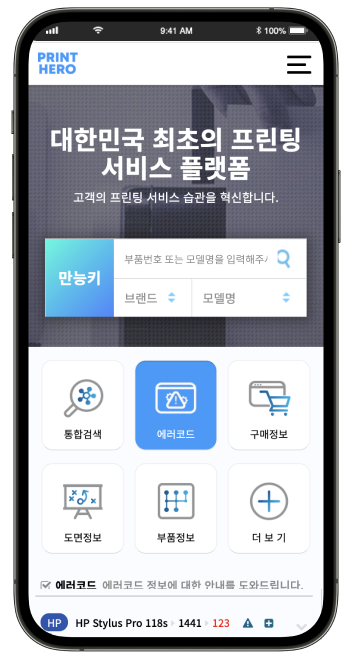 9:41 AM
100%
PRINT
HERO
대한민국 최초의 프린팅
서비스 플랫폼
고객의 프린팅 서비스 습관을 혁신합니다.
만능키
부품번호 또는 모델명을 입력해주
브랜드
모델명
통합검색
에러코드
구매정보
도면정보
부품정보
더 보 기
에러코드 에러코드 정보에 대한 안내를 도와드립니다.
HP HP Stylus Pro 118s 1441 123